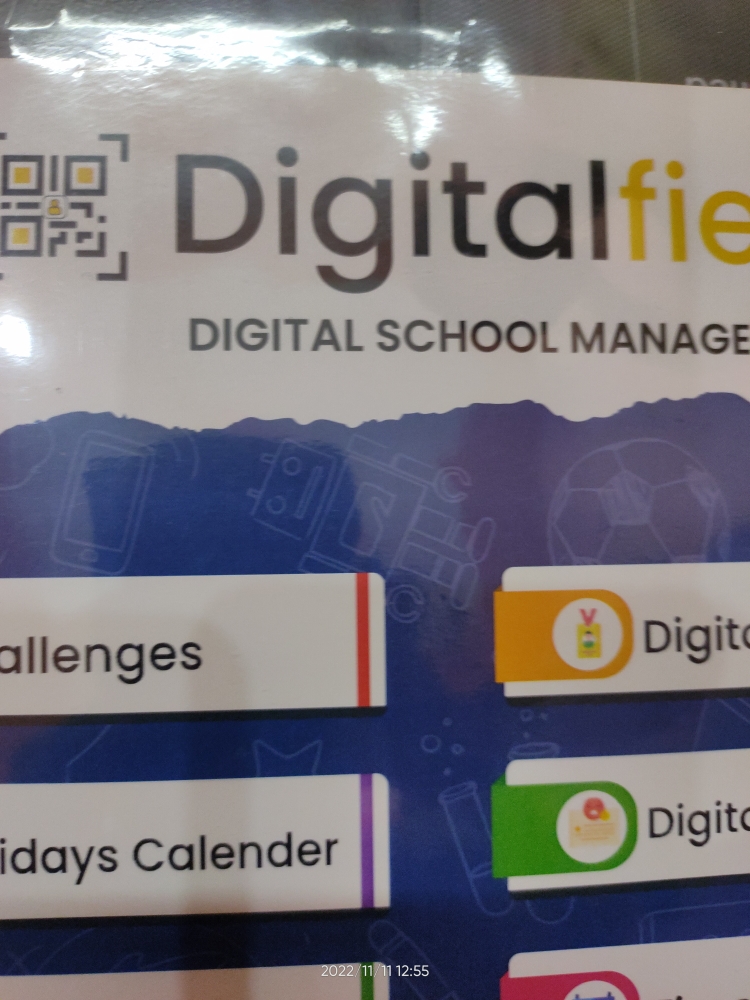 Digitalfie
DIGITAL SCHOOL MANAGE
allenges
Digita
idays Calender
Digita
2022/11/11 12:55